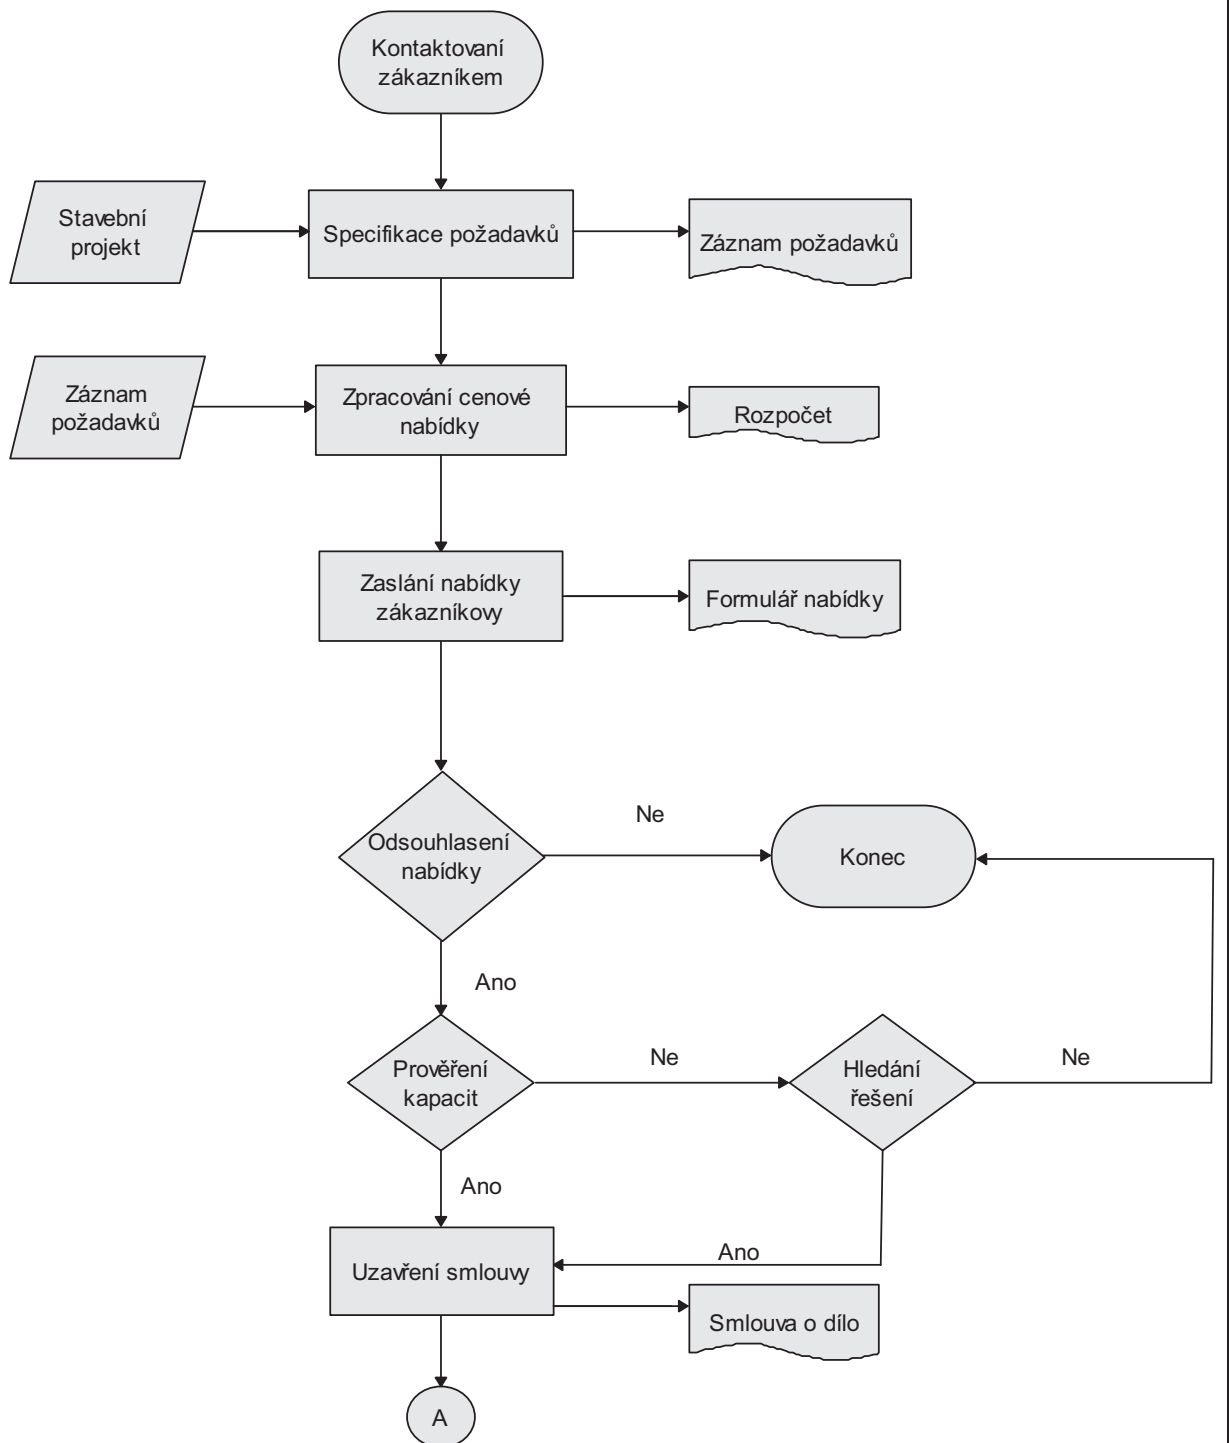 Kontaktovaní
zákazníkem
Stavební
projekt
Specifikace požadavků
Záznam požadavků
Záznam
požadavků
Zpracování cenové
nabídky
Rozpočet
Zaslání nabídky
zákazníkovy
Formulář nabídky
Odsouhlasení
nabídky
Ne
Konec
Ano
Prověření
kapacit
Ne
Hledání
řešení
Ne
Ano
Uzavření smlouvy
Ano
Smlouva o dílo
A